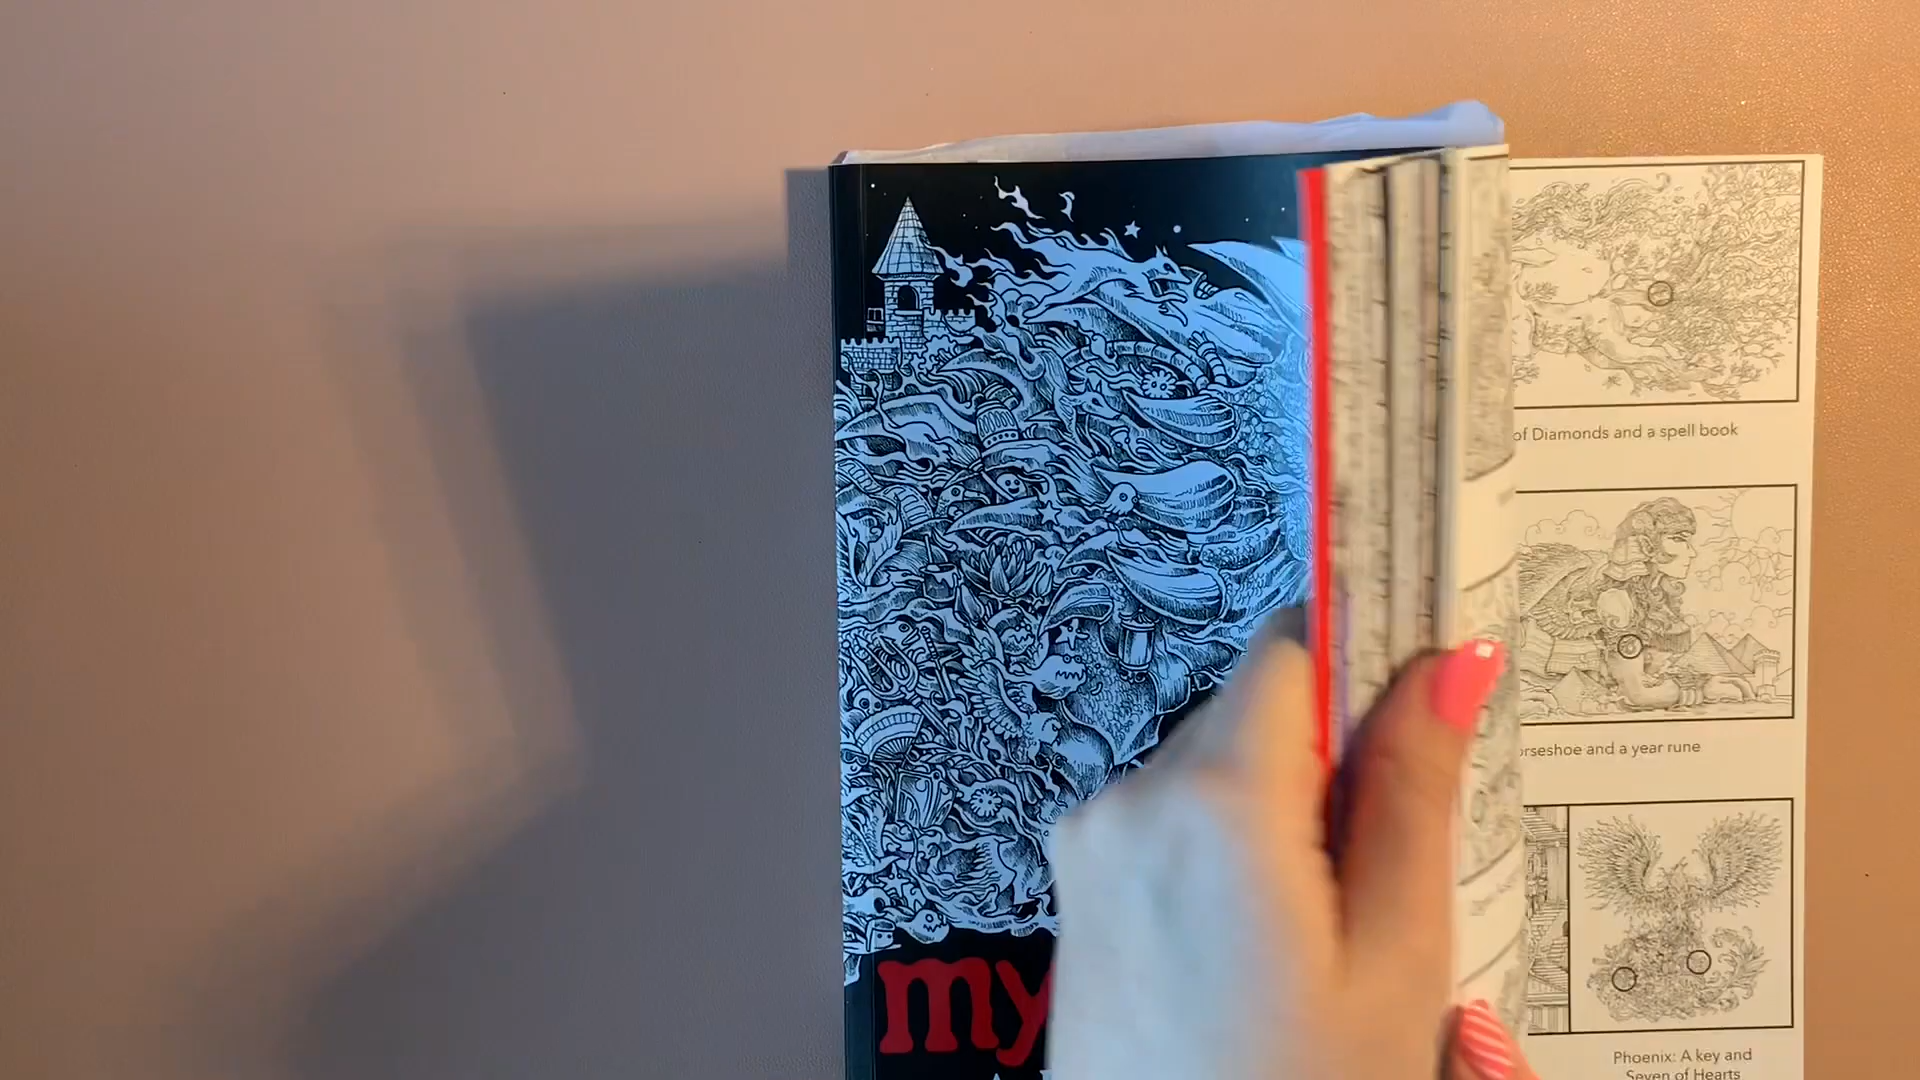 my
of Diamonds and a spell book
orseshoe and a year rune
Phoenix: A key and
Seven of Hearts